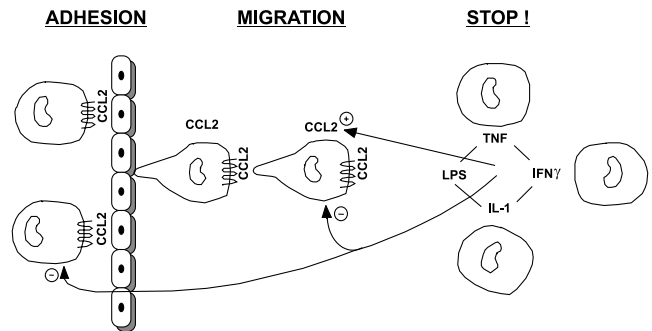 ADHESION MIGRATION STOP !
CCL2
CCL2
CCL2
CCL2 +
CCL2
TNF
LPS
IFNγ
IL-1
CCL2
−
−